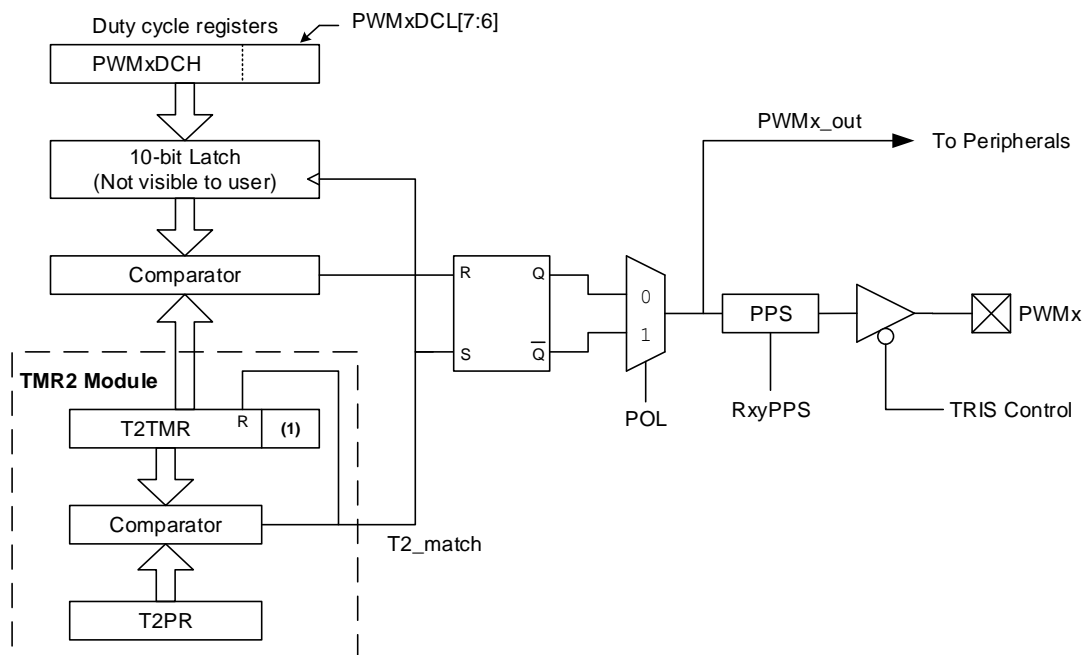 Duty cycle registers
PWMxDCL[7:6]
PWMxDCH
10-bit Latch
(Not visible to user)
Comparator
TMR2 Module
T2TMR
R
(1)
Comparator
T2_match
T2PR
R
Q
S
Q̅
0
1
POL
PWMx_out
To Peripherals
PPS
RxyPPS
PWMx
TRIS Control